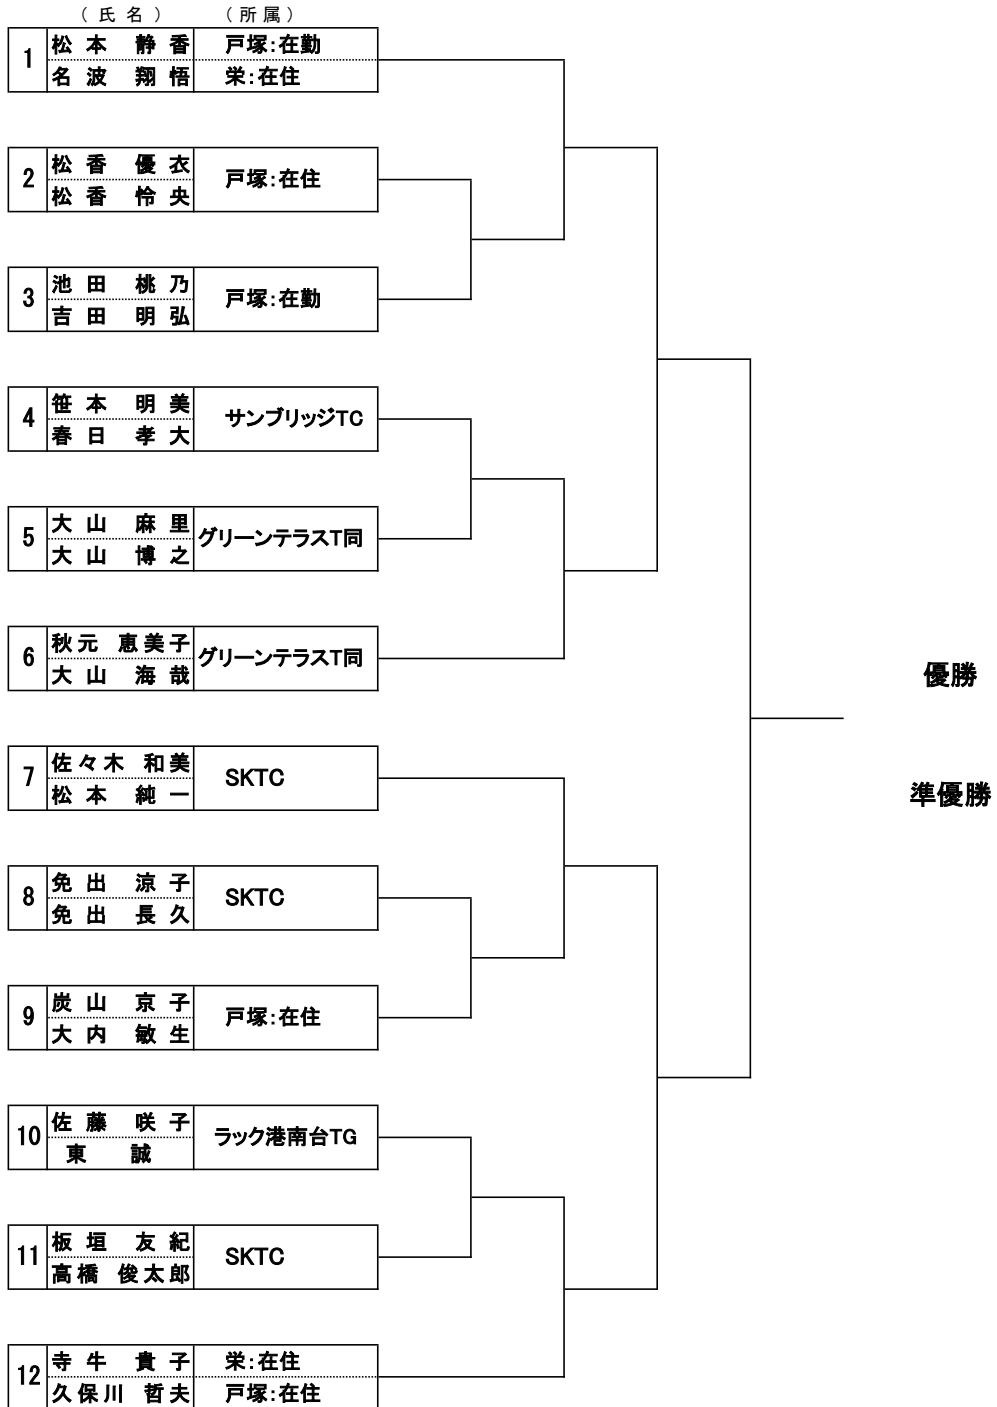 （氏名） （所属）
1 松本 静香 戸塚：在勤
名波 翔悟 栄：在住
2 松香 優衣 戸塚：在住
松香 怜央
3 池田 桃乃 戸塚：在勤
吉田 明弘
4 笹本 明美 サンブリッジTC
春日 孝大
5 大山 麻里 グリーンテラスT同
大山 博之
6 秋元 恵美子 グリーンテラスT同
大山 海哉
優勝
7 佐々木 和美 SKTC
松本 純一
準優勝
8 免出 涼子 SKTC
免出 長久
9 炭山 京子 戸塚：在住
大内 敏生
10 佐藤 咲子 ラック港南台TG
東 誠
11 板垣 友紀 SKTC
高橋 俊太郎
12 寺牛 貴子 栄：在住
久保川 哲夫 戸塚：在住